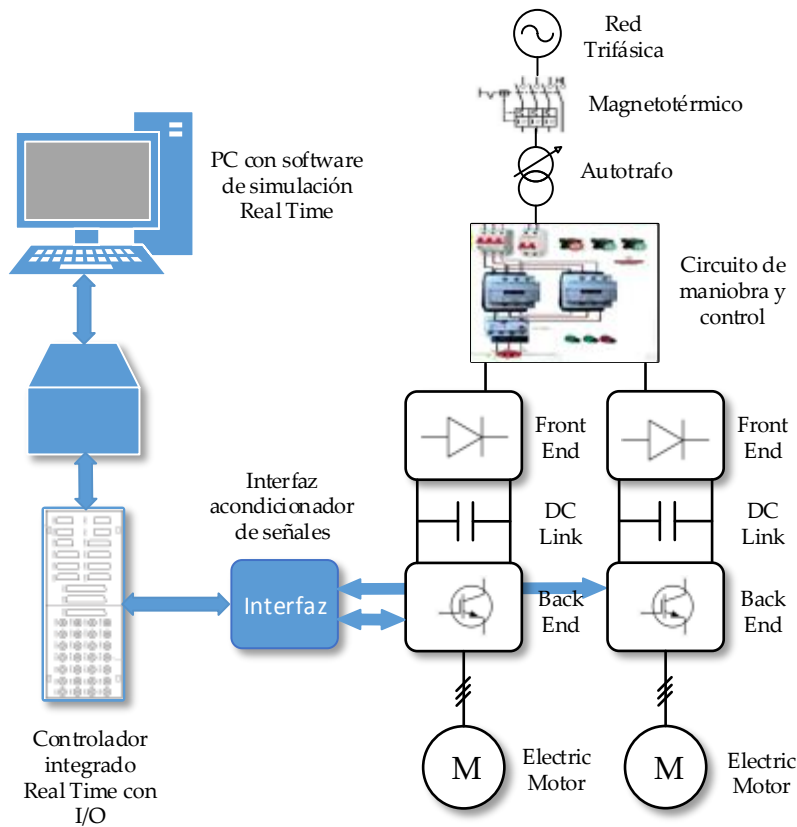 Red
Trifásica
Magnetotérmico
Autotrafo
PC con software
de simulación
Real Time
Circuito de
maniobra y
control
Front
End
Front
End
Interfaz
acondicionador
de señales
DC
Link
DC
Link
Interfaz
Back
End
Back
End
Controlador
integrado
Real Time con
I/O
M
Electric
Motor
M
Electric
Motor